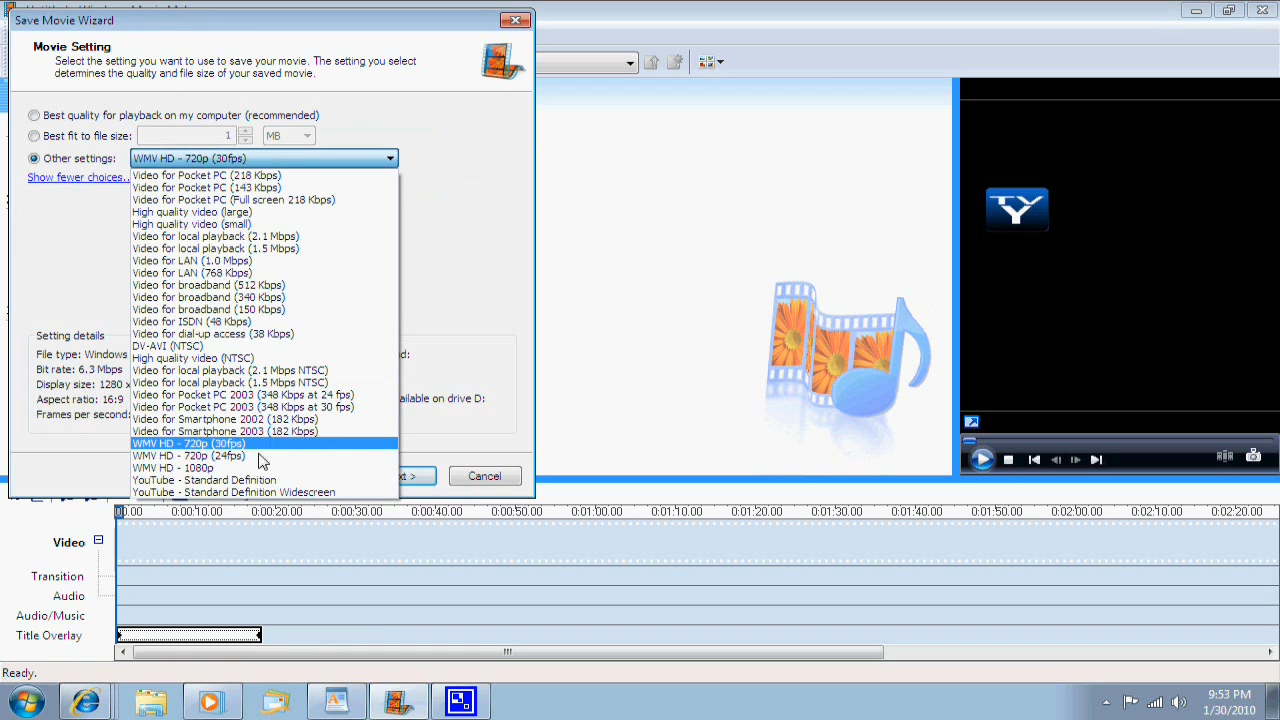 Save Movie Wizard
Movie Setting
Select the setting you want to use to save your movie. The setting you select
determines the quality and file size of your saved movie.
Best quality for playback on my computer (recommended)
Best fit to file size:
1
MB
Other settings:
WMV HD - 720p (30fps)
Show fewer choices..
Video for Pocket PC (218 Kbps)
Video for Pocket PC (143 Kbps)
Video for Pocket PC (Full screen 218 Kbps)
High quality video (large)
High quality video (small)
Video for local playback (2.1 Mbps)
Video for local playback (1.5 Mbps)
Video for LAN (1.0 Mbps)
Video for LAN (768 Kbps)
Video for broadband (512 Kbps)
Video for broadband (340 Kbps)
Video for broadband (150 Kbps)
Video for ISDN (48 Kbps)
Video for dial-up access (38 Kbps)
DV-AVI (NTSC)
High quality video (NTSC)
Video for local playback (2.1 Mbps NTSC)
Video for local playback (1.5 Mbps NTSC)
Video for Pocket PC 2003 (348 Kbps at 24 fps)
Video for Pocket PC 2003 (348 Kbps at 30 fps)
Video for Smartphone 2002 (182 Kbps)
Video for Smartphone 2003 (182 Kbps)
WMV HD - 720p (30fps)
WMV HD - 720p (24fps)
WMV HD - 1080p
YouTube - Standard Definition
YouTube - Standard Definition Widescreen
Setting details
File type: Windows
Bit rate: 6.3 Mbps
Display size: 1280 x
Aspect ratio: 16:9
Frames per second:
d:
available on drive D:
xt >
Cancel
TYY
0:00 0:00:10.00 0:00:20.00 0:00:30.00 0:00:40.00 0:00:50.00 0:01:00.00 0:01:10.00 0:01:20.00 0:01:30.00 0:01:40.00 0:01:50.00 0:02:00.00 0:02:10.00 0:02:20.00
Video
Transition
Audio
Audio/Music
Title Overlay
Ready.
9:53 PM
1/30/2010